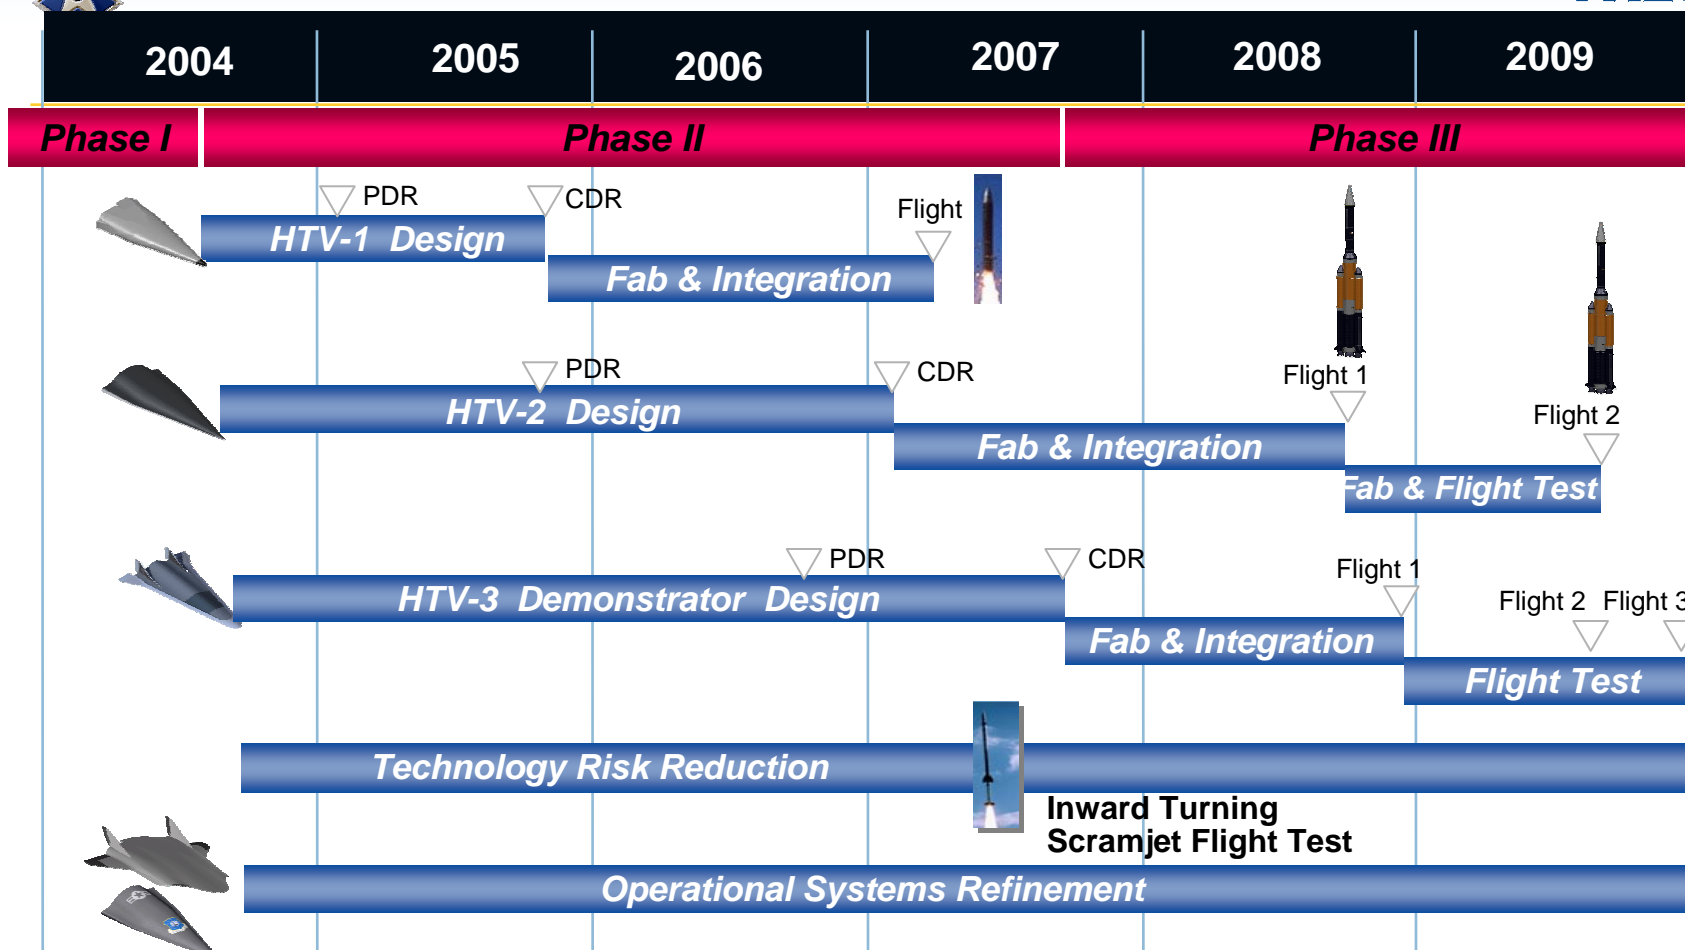 2004 2005 2006 2007 2008 2009
Phase I Phase II Phase III
PDR CDR
Flight
HTV-1 Design
Fab & Integration
PDR CDR
Flight 1
HTV-2 Design
Flight 2
Fab & Integration
Fab & Flight Test
PDR CDR
Flight 1
HTV-3 Demonstrator Design
Flight 2 Flight 3
Fab & Integration
Flight Test
Technology Risk Reduction
Inward Turning
Scramjet Flight Test
Operational Systems Refinement